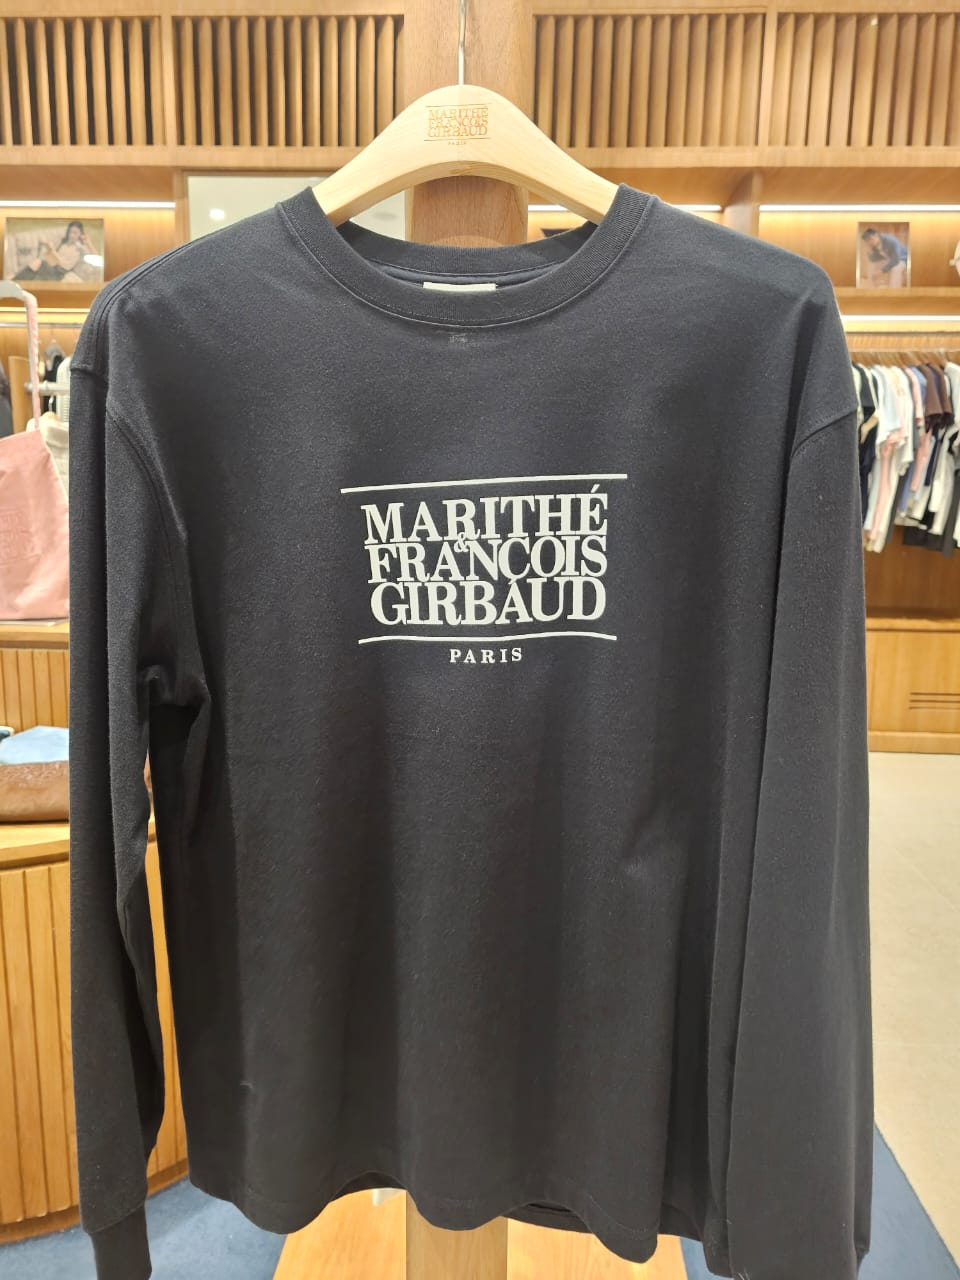 MARITHÉ
FRANÇOIS
GIRBAUD
PARIS
MARITHÉ
&
FRANÇOIS
GIRBAUD
PARIS